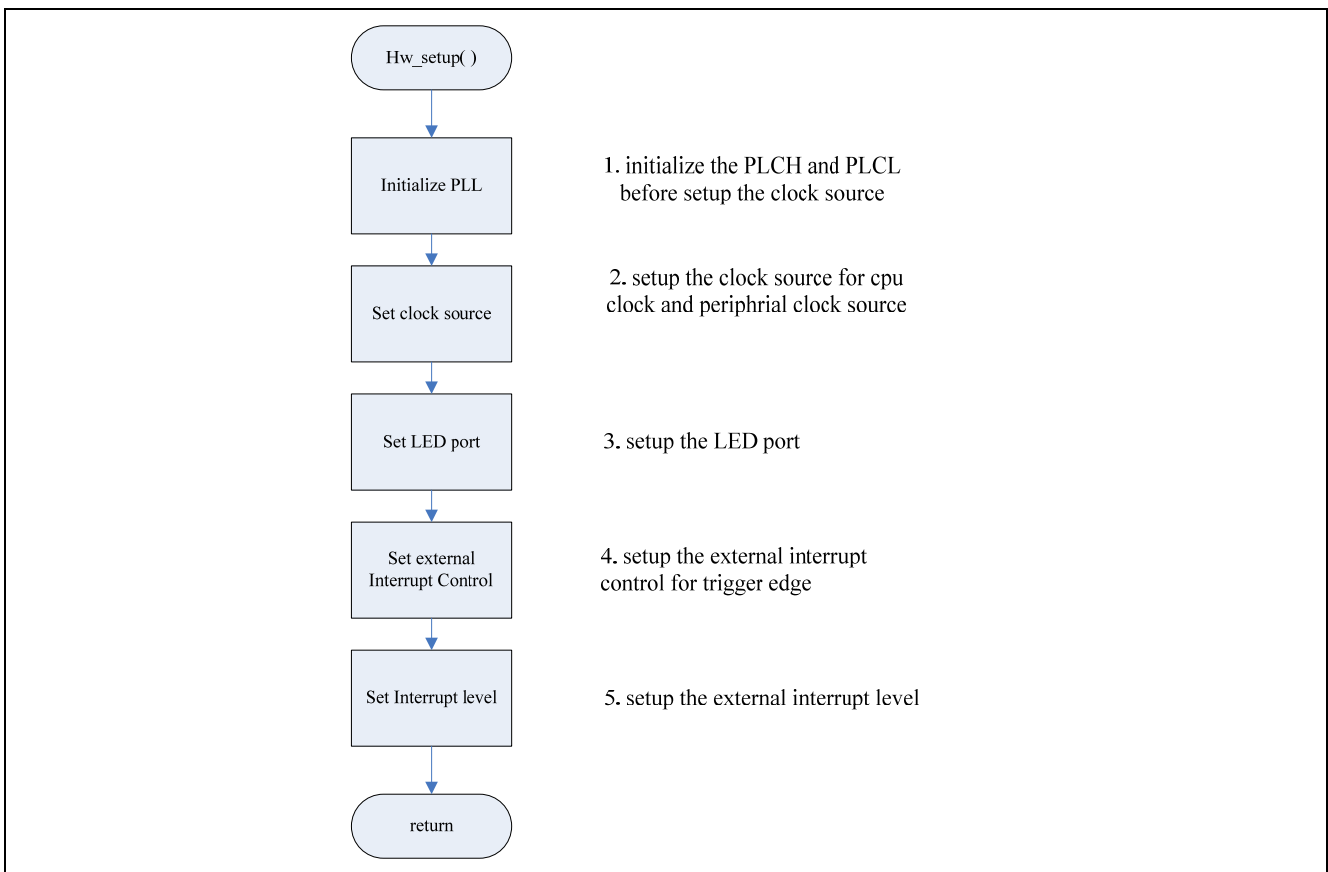 Hw_setup( )
Initialize PLL
1. initialize the PLCH and PLCL
before setup the clock source
Set clock source
2. setup the clock source for cpu
clock and periphrial clock source
Set LED port
3. setup the LED port
Set external
Interrupt Control
4. setup the external interrupt
control for trigger edge
Set Interrupt level
5. setup the external interrupt level
return